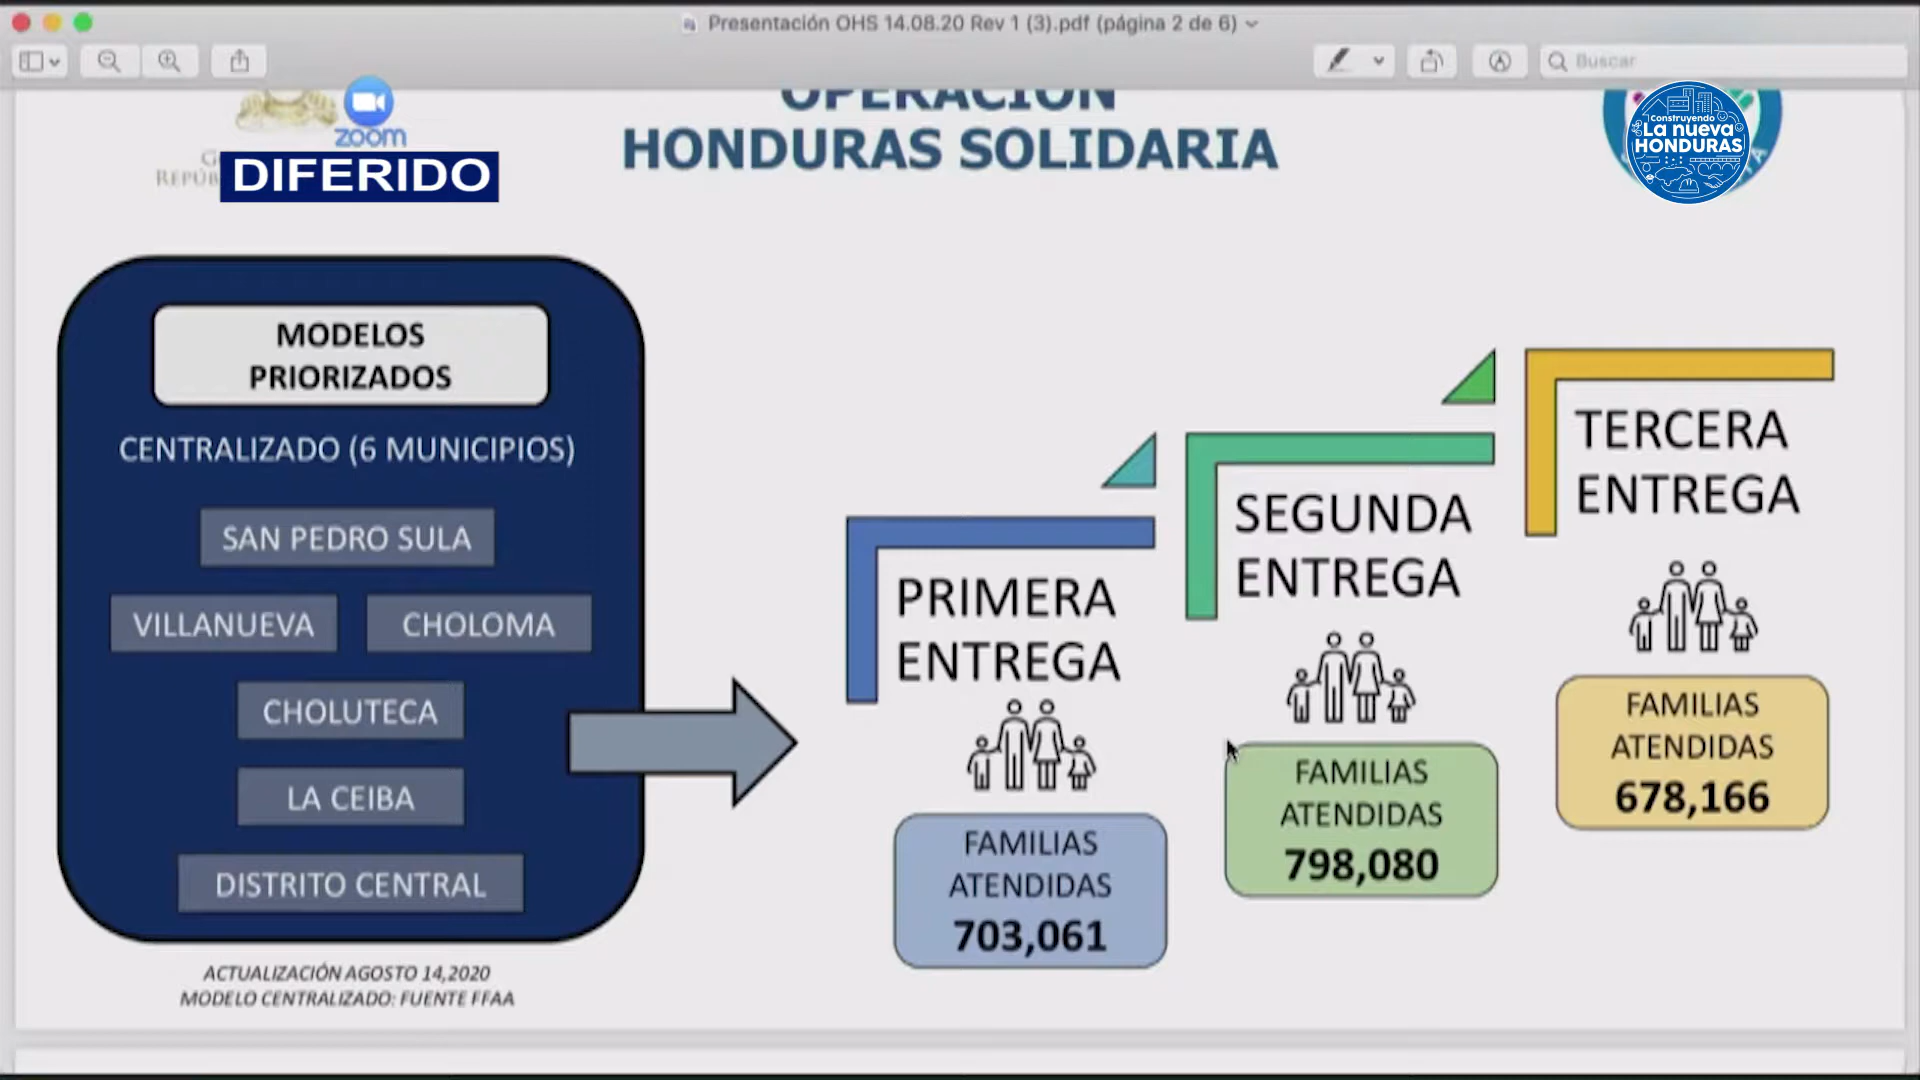 Presentación OHS 14.08.20 Rev 1 (3).pdf (página 2 de 6)
Buscar
OPERACIÓN
HONDURAS SOLIDARIA
zoom
DIFERIDO
Construyendo
La nueva
HONDURAS
MODELOS
PRIORIZADOS
CENTRALIZADO (6 MUNICIPIOS)
SAN PEDRO SULA
VILLANUEVA
CHOLOMA
CHOLUTECA
LA CEIBA
DISTRITO CENTRAL
ACTUALIZACIÓN AGOSTO 14,2020
MODELO CENTRALIZADO: FUENTE FFAA
PRIMERA
ENTREGA
FAMILIAS
ATENDIDAS
703,061
SEGUNDA
ENTREGA
FAMILIAS
ATENDIDAS
798,080
TERCERA
ENTREGA
FAMILIAS
ATENDIDAS
678,166